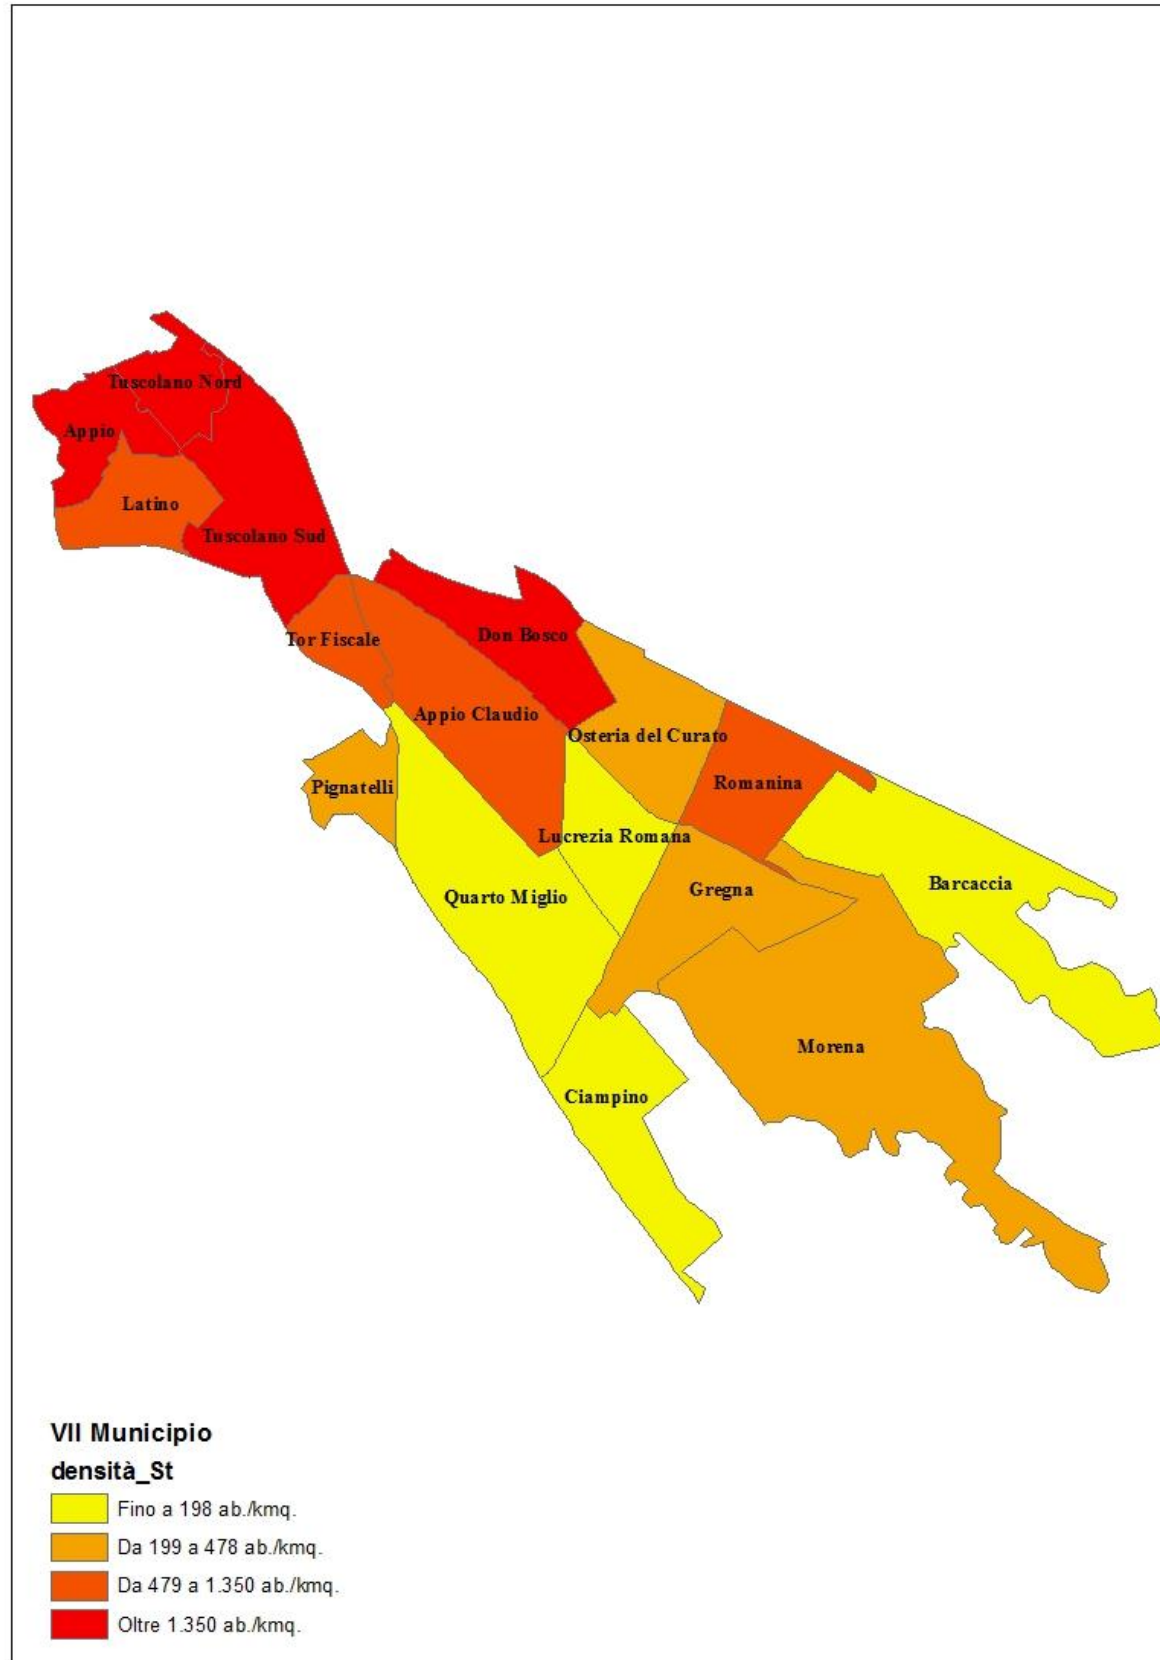 Tuscolano Nord
Appio
Latino
Tuscolano Sud
Tor Fiscale
Don Bosco
Appio Claudio
Osteria del Curato
Pignatelli
Romanina
Lucrezia Romana
Quarto Miglio
Gregna
Barcaccia
Morena
Ciampino
VII Municipio
densità_St
Fino a 198 ab./kmq.
Da 199 a 478 ab./kmq.
Da 479 a 1.350 ab./kmq.
Oltre 1.350 ab./kmq.